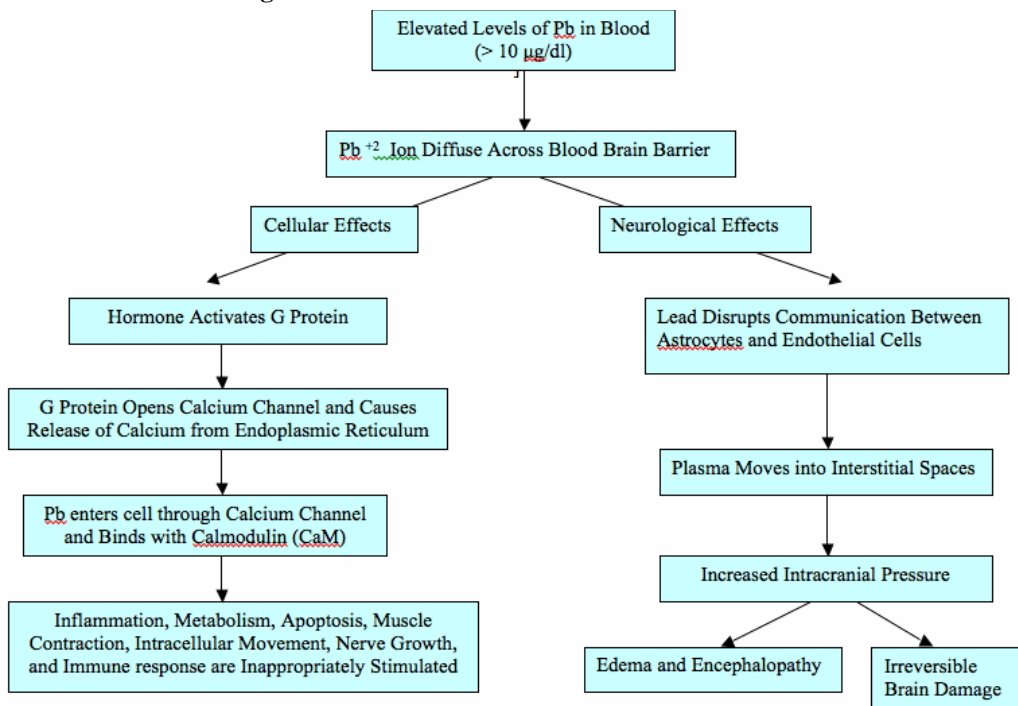 Elevated Levels of Pb in Blood
(> 10 µg/dl)
Pb +2 Ion Diffuse Across Blood Brain Barrier
Cellular Effects
Neurological Effects
Hormone Activates G Protein
Lead Disrupts Communication Between
Astrocytes and Endothelial Cells
G Protein Opens Calcium Channel and Causes
Release of Calcium from Endoplasmic Reticulum
Plasma Moves into Interstitial Spaces
Pb enters cell through Calcium Channel
and Binds with Calmodulin (CaM)
Increased Intracranial Pressure
Inflammation, Metabolism, Apoptosis, Muscle
Contraction, Intracellular Movement, Nerve Growth,
and Immune response are Inappropriately Stimulated
Edema and Encephalopathy
Irreversible
Brain Damage